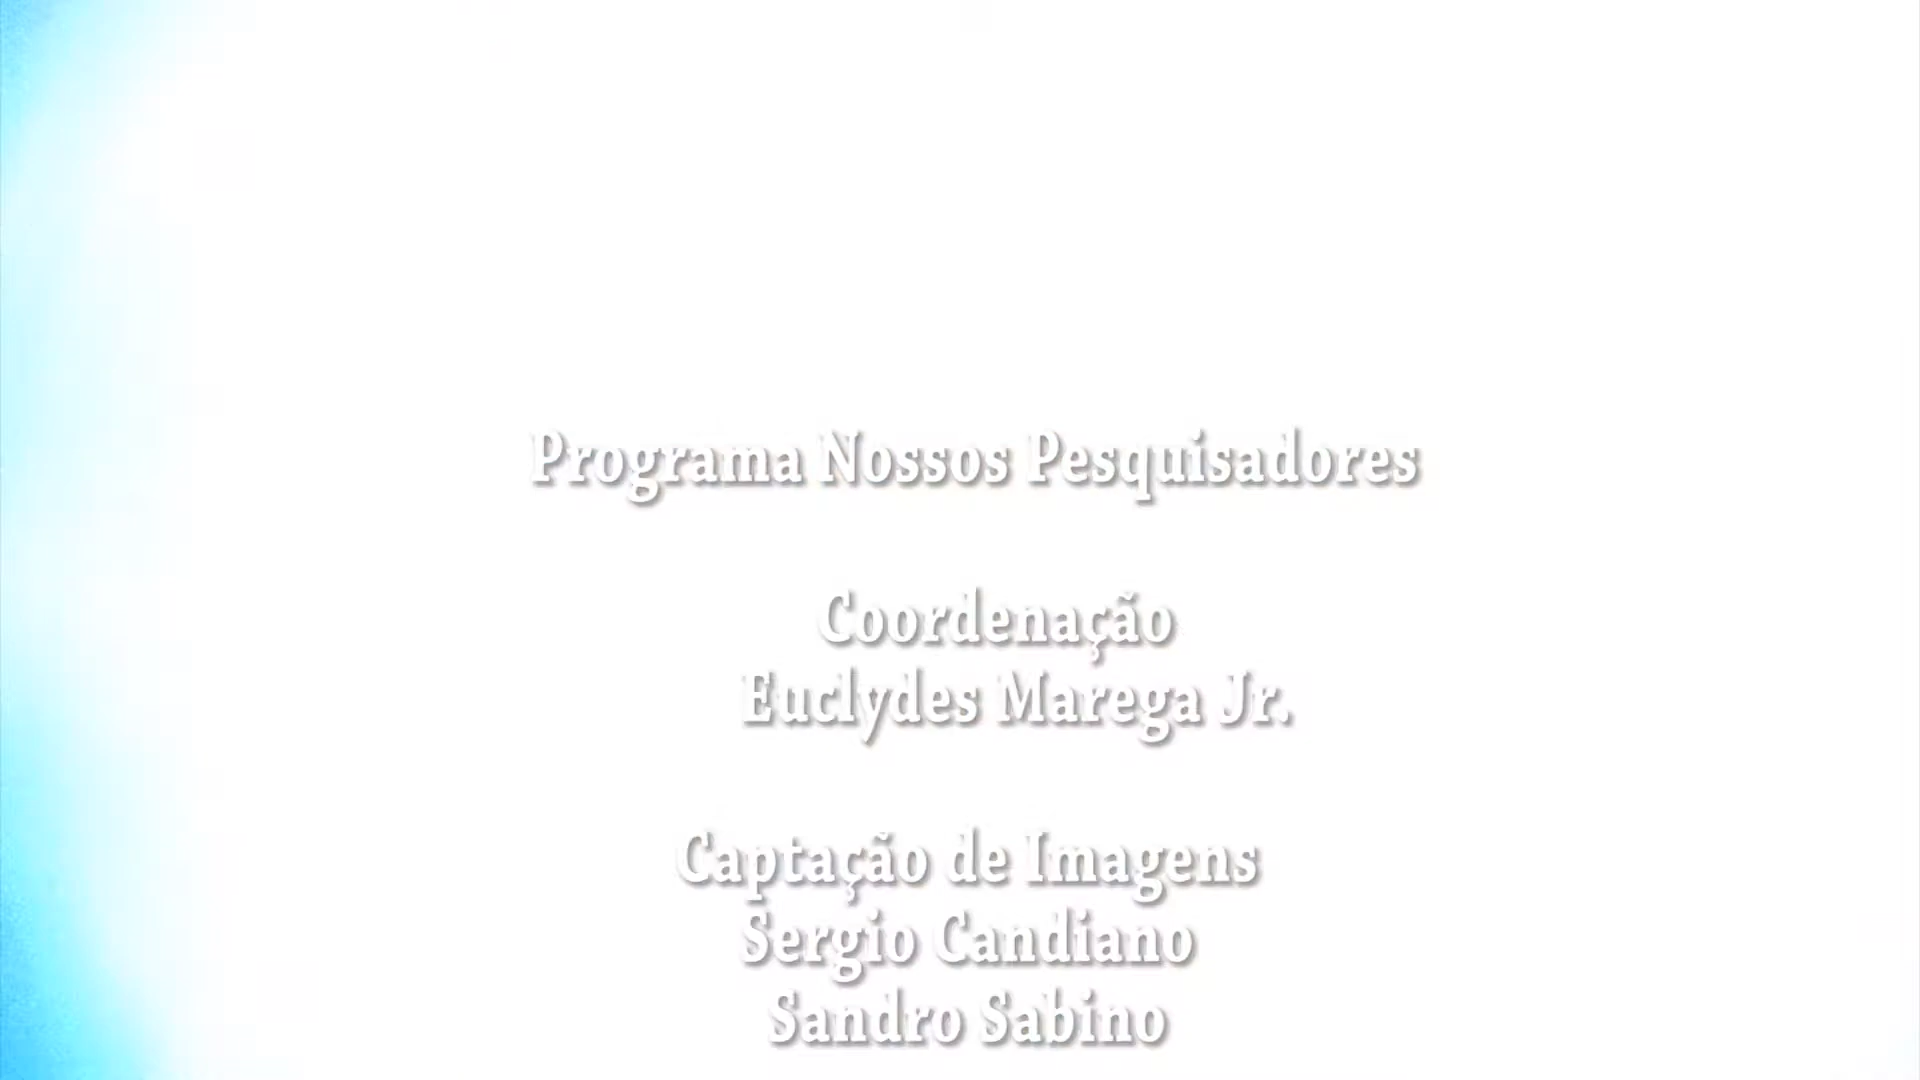 Programa Nossos Pesquisadores
Coordenação
Euclydes Marega Jr.
Captação de Imagens
Sergio Candiano
Sandro Sabino